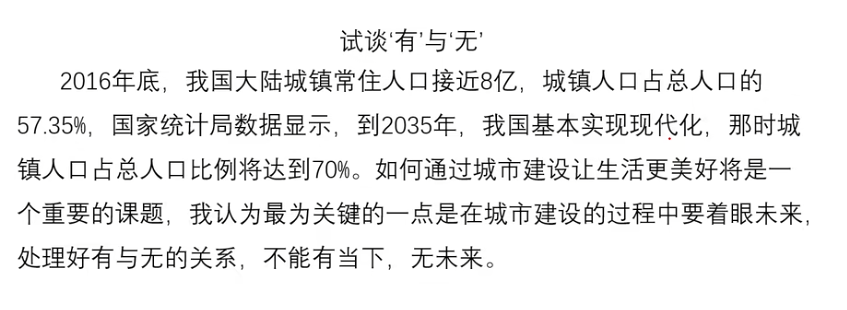 试谈‘有’与‘无’
2016年底，我国大陆城镇常住人口接近8亿，城镇人口占总人口的
57.35%，国家统计局数据显示，到2035年，我国基本实现现代化，那时城
镇人口占总人口比例将达到70%。如何通过城市建设让生活更美好将是一
个重要的课题，我认为最为关键的一点是在城市建设的过程中要着眼未来，
处理好有与无的关系，不能有当下，无未来。